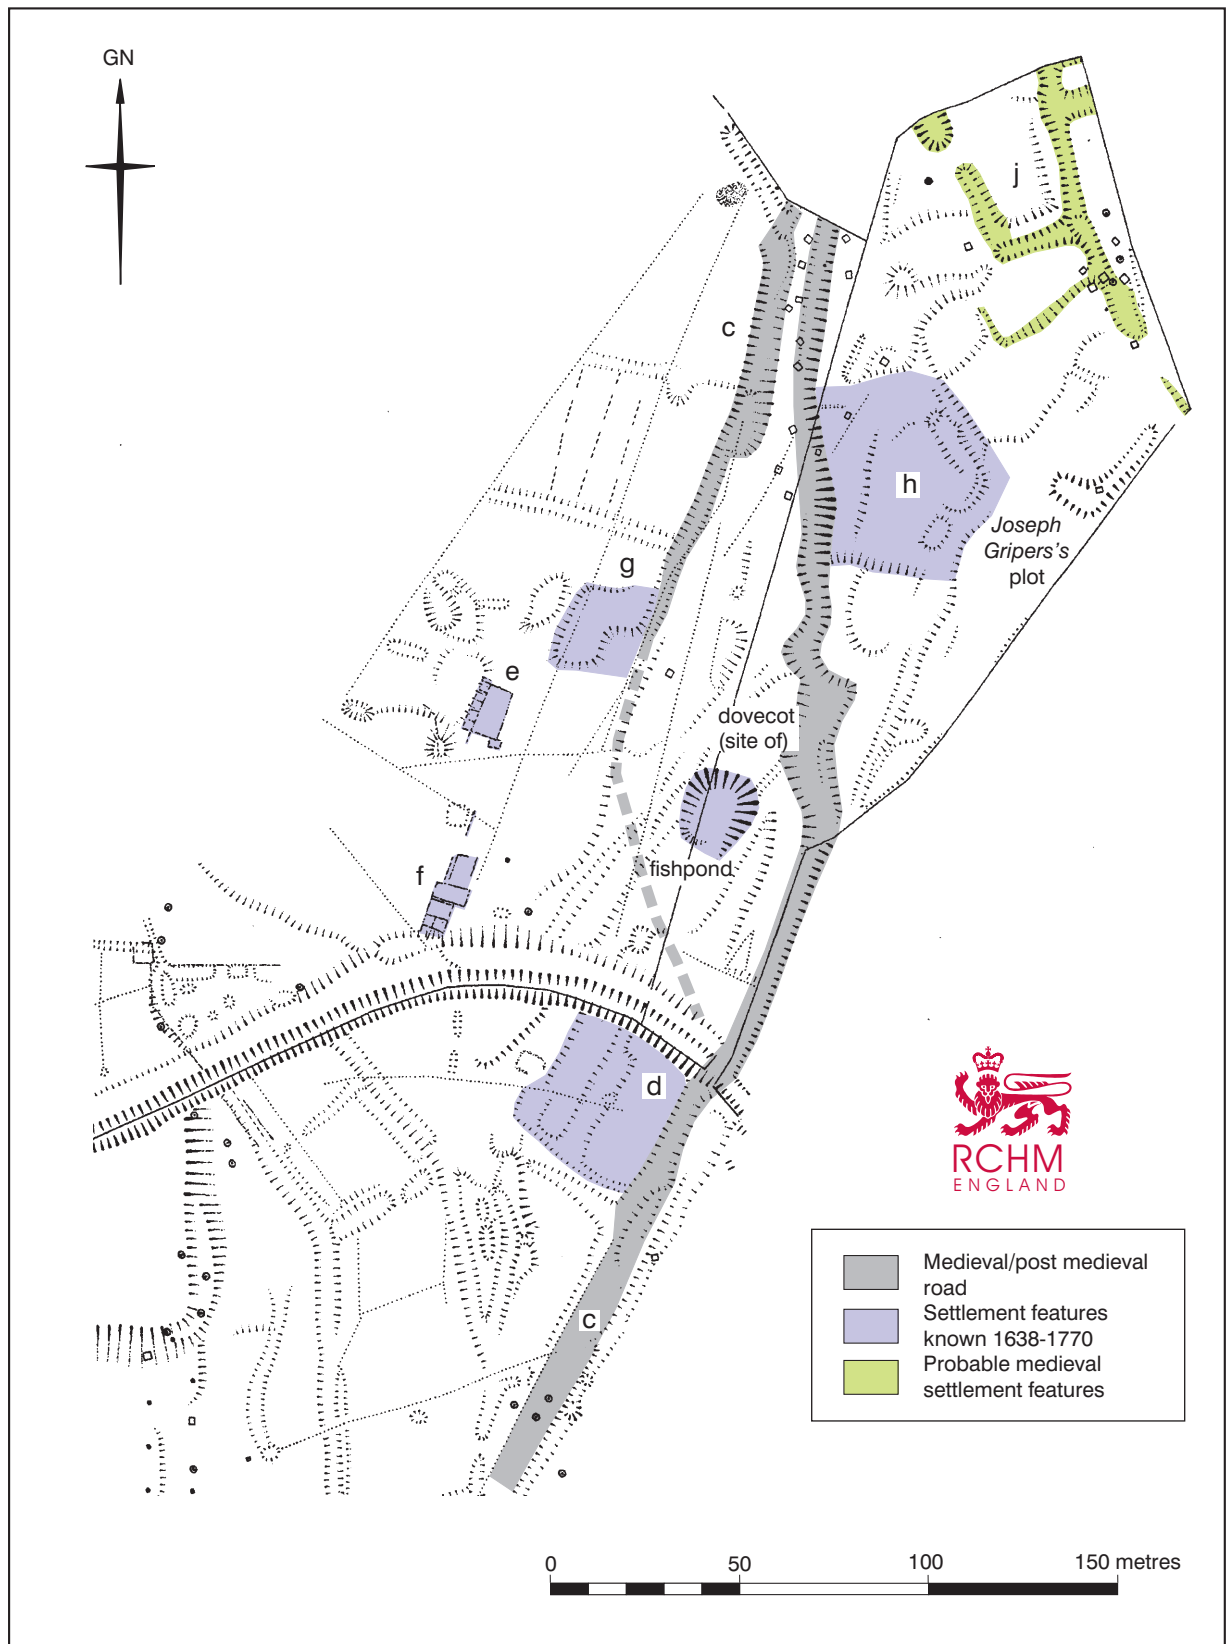 GN
j
c
h
Joseph
Gripers's
plot
g
e
dovecot
(site of)
f
fishpond
d
c
RCHM
ENGLAND
Medieval/post medieval
road
Settlement features
known 1638-1770
Probable medieval
settlement features
0 50 100 150 metres